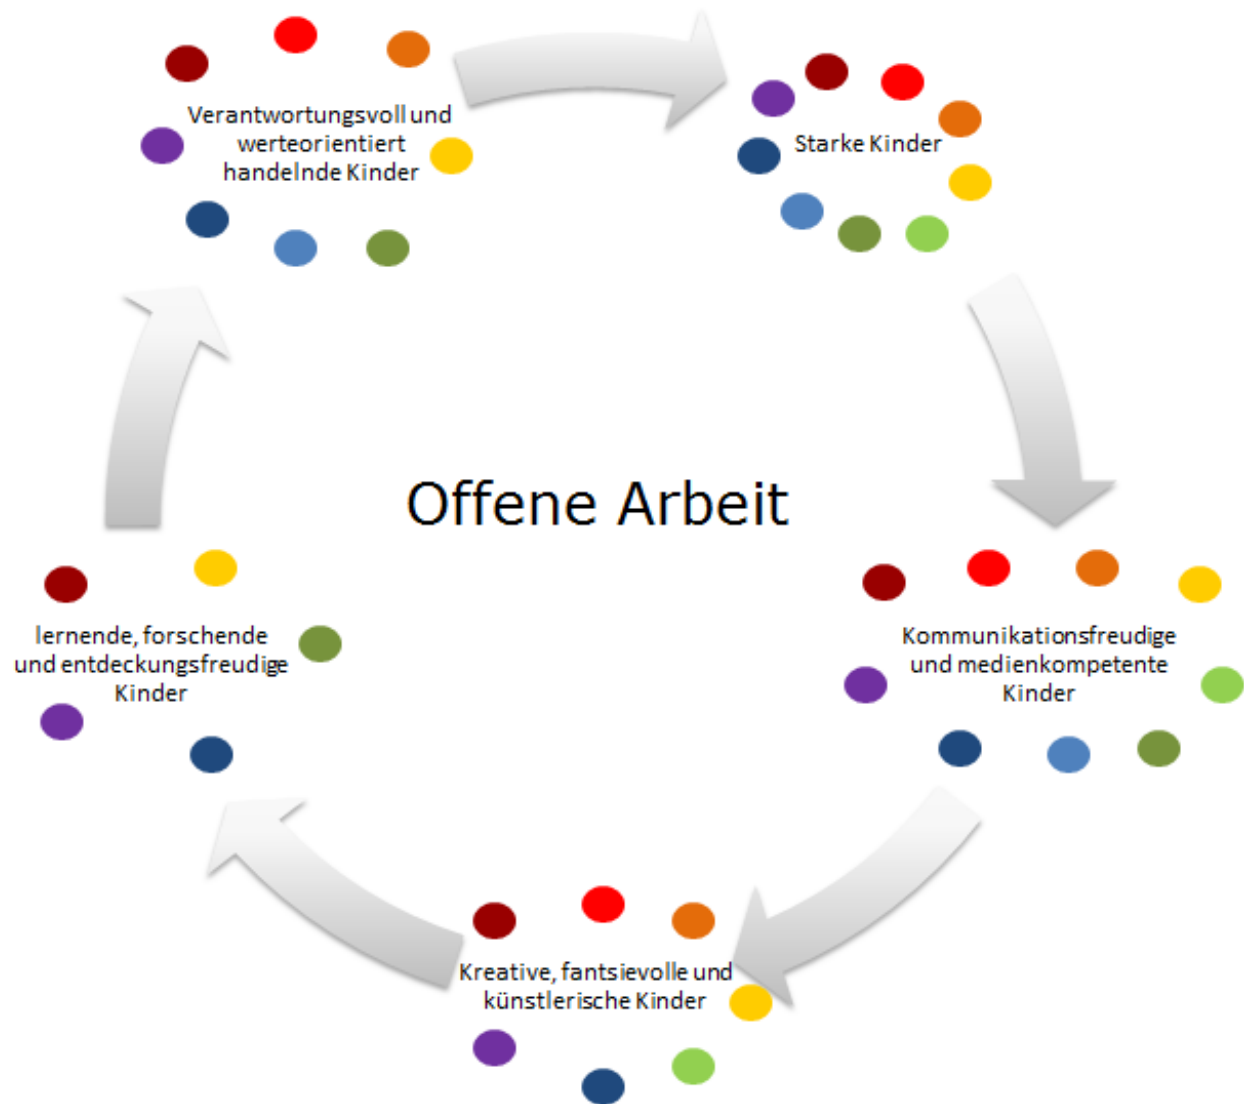 Verantwortungsvoll und
werteorientiert
handelnde Kinder
Starke Kinder
Offene Arbeit
lernende, forschende
und entdeckungsfreudige
Kinder
Kommunikationsfreudige
und medienkompetente
Kinder
Kreative, fantsievolle und
künstlerische Kinder